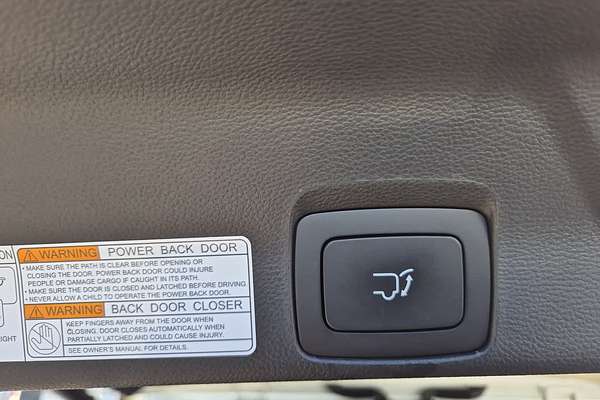 ON
WARNING POWER BACK DOOR
• MAKE SURE THE PATH IS CLEAR BEFORE OPENING OR
CLOSING THE DOOR. POWER BACK DOOR COULD INJURE
PEOPLE OR DAMAGE CARGO IF CAUGHT IN ITS PATH.
• MAKE SURE THE DOOR IS CLOSED AND LATCHED BEFORE DRIVING.
• NEVER ALLOW A CHILD TO OPERATE THE POWER BACK DOOR.
WARNING BACK DOOR CLOSER
KEEP FINGERS AWAY FROM THE DOOR WHEN
CLOSING. DOOR CLOSES AUTOMATICALLY WHEN
PARTIALLY LATCHED AND COULD CAUSE INJURY.
IGHT
SEE OWNER'S MANUAL FOR DETAILS.